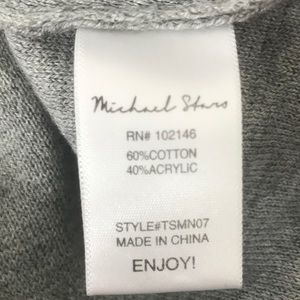 Michael Stars
RN# 102146
60%COTTON
40%ACRYLIC
STYLE#TSMN07
MADE IN CHINA
ENJOY!